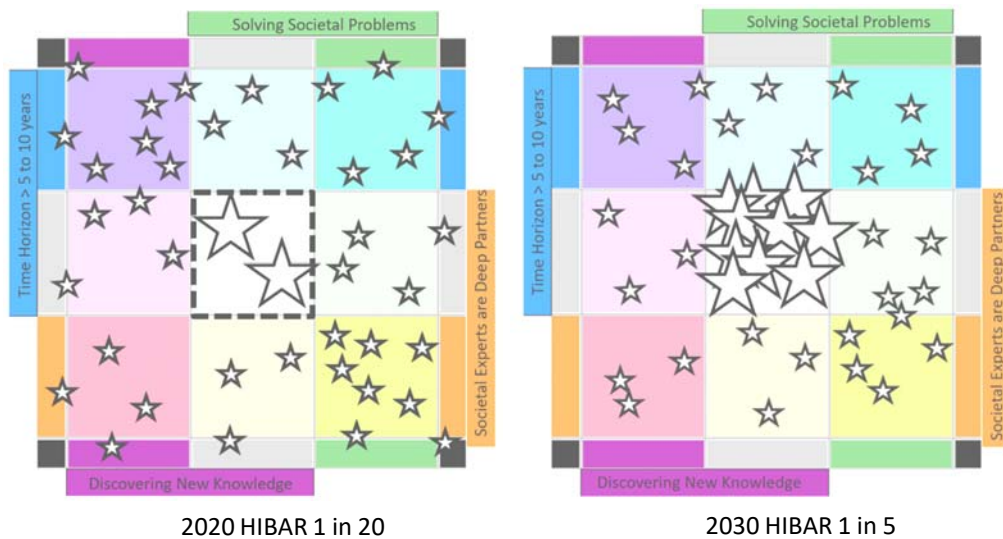 Solving Societal Problems
Time Horizon > 5 to 10 years
Societal Experts are Deep Partners
Discovering New Knowledge
2020 HIBAR 1 in 20
Solving Societal Problems
Time Horizon > 5 to 10 years
Societal Experts are Deep Partners
Discovering New Knowledge
2030 HIBAR 1 in 5